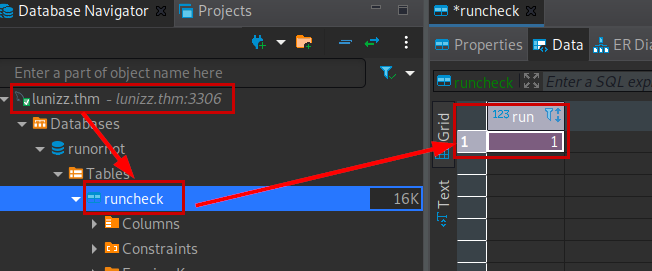 Database Navigator
Projects
Enter a part of object name here
lunizz.thm - lunizz.thm:3306
Databases
runornot
Tables
runcheck
16K
Columns
Constraints
*runcheck
Properties
Data
ER Dia
runcheck
Enter a SQL exp
Grid
Text
123 run
1
1